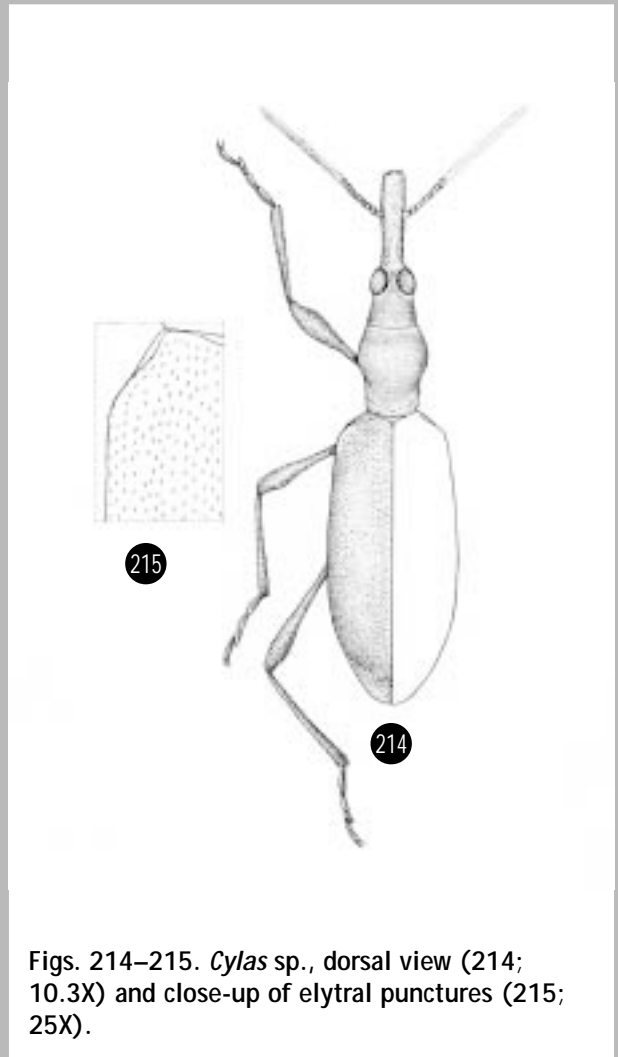 215
214
Figs. 214–215. Cylas sp., dorsal view (214;
10.3X) and close-up of elytral punctures (215;
25X).